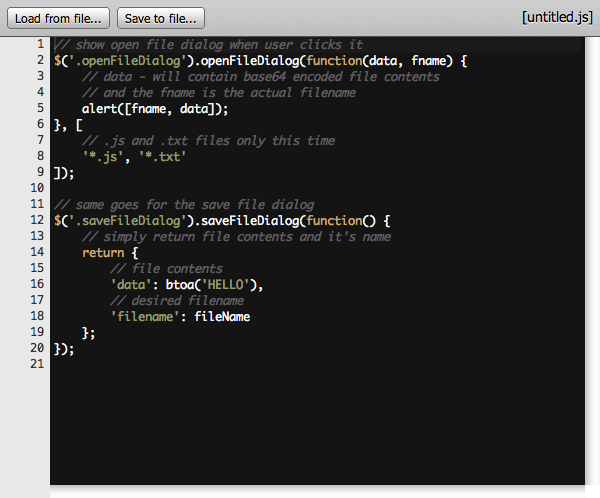 Load from file... Save to file... [untitled.js]
1 // show open file dialog when user clicks it
2 $('.openFileDialog').openFileDialog(function(data, fname) {
3     // data - will contain base64 encoded file contents
4     // and the fname is the actual filename
5     alert([fname, data]);
6 }, [
7     // .js and .txt files only this time
8     '*.js', '*.txt'
9 ]);
10
11 // same goes for the save file dialog
12 $('.saveFileDialog').saveFileDialog(function() {
13     // simply return file contents and it's name
14     return {
15         // file contents
16         'data': btoa('HELLO'),
17         // desired filename
18         'filename': fileName
19     };
20 });
21